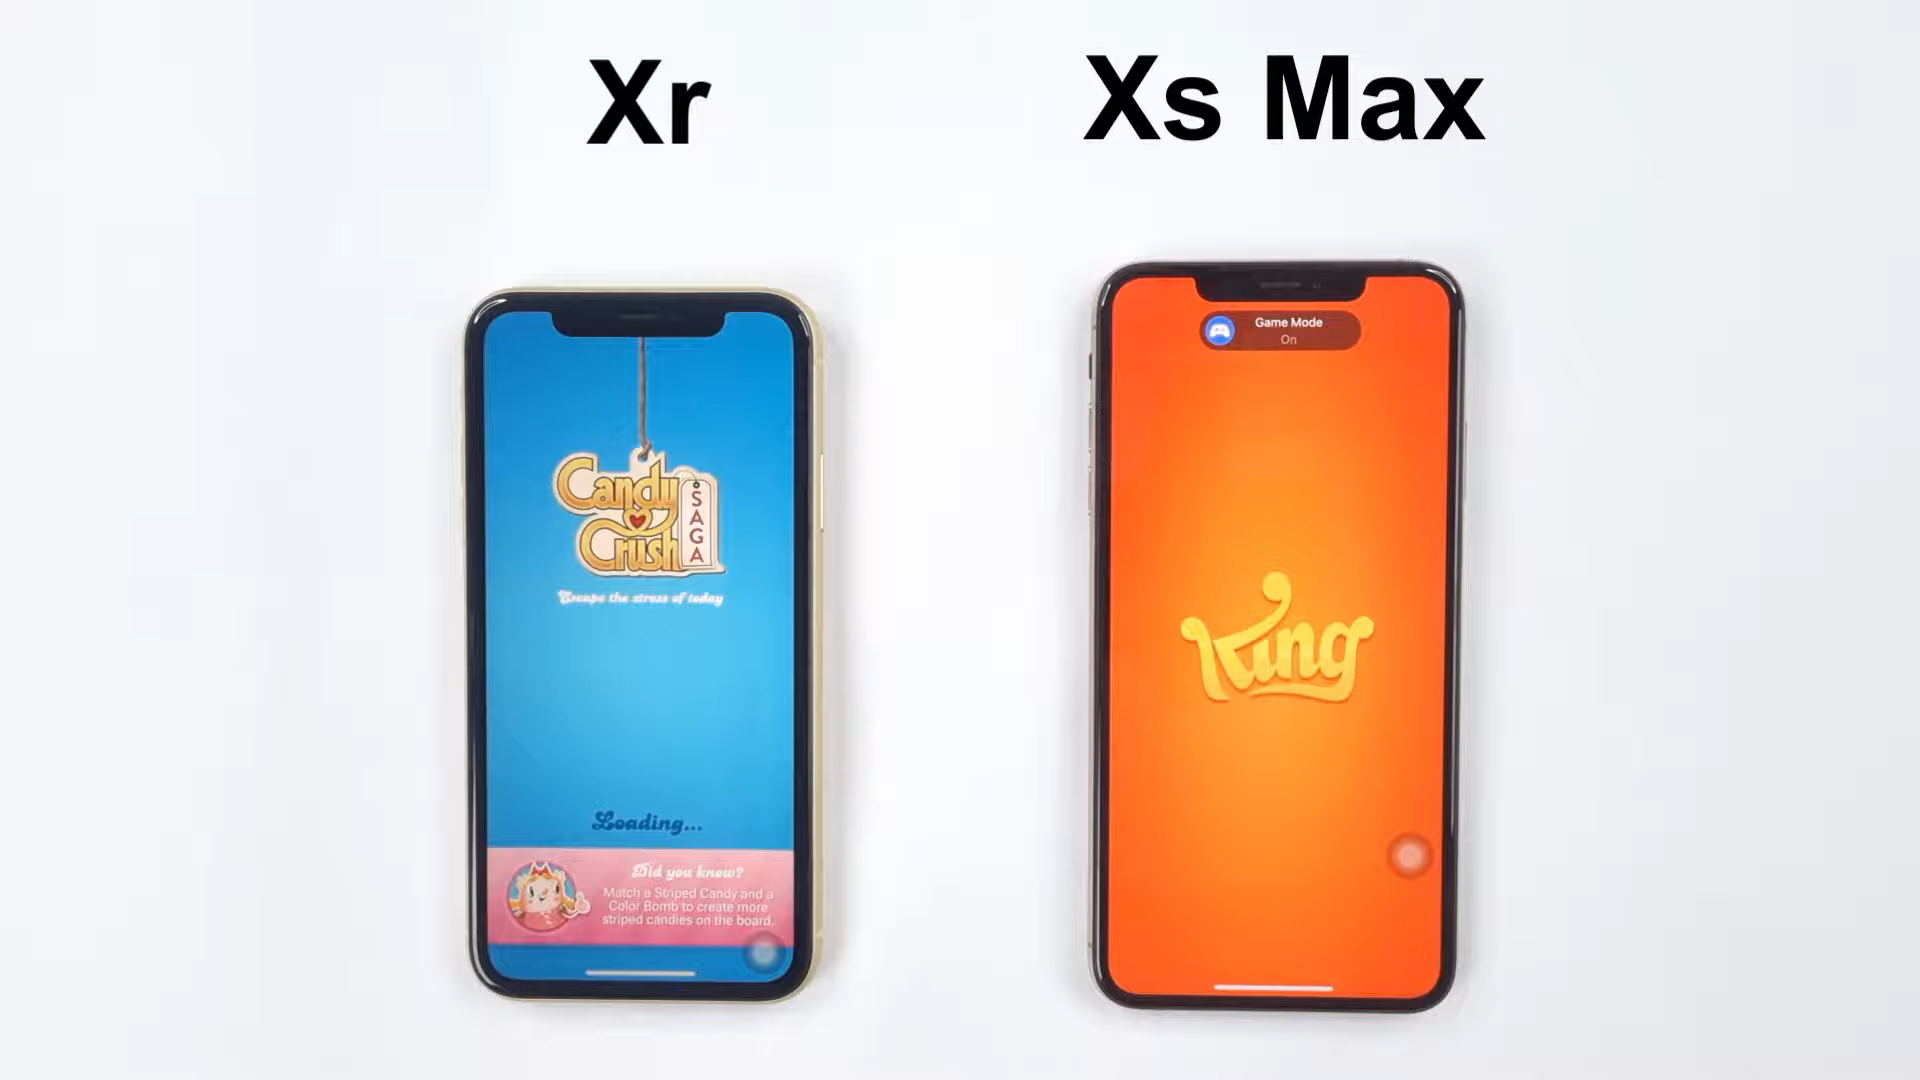 Xr
Xs Max
Candy
Crush
SAGA
Escape the stress of today
Loading...
Did you know?
Match a Striped Candy and a
Color Bomb to create more
striped candies on the board.
Game Mode
On
King